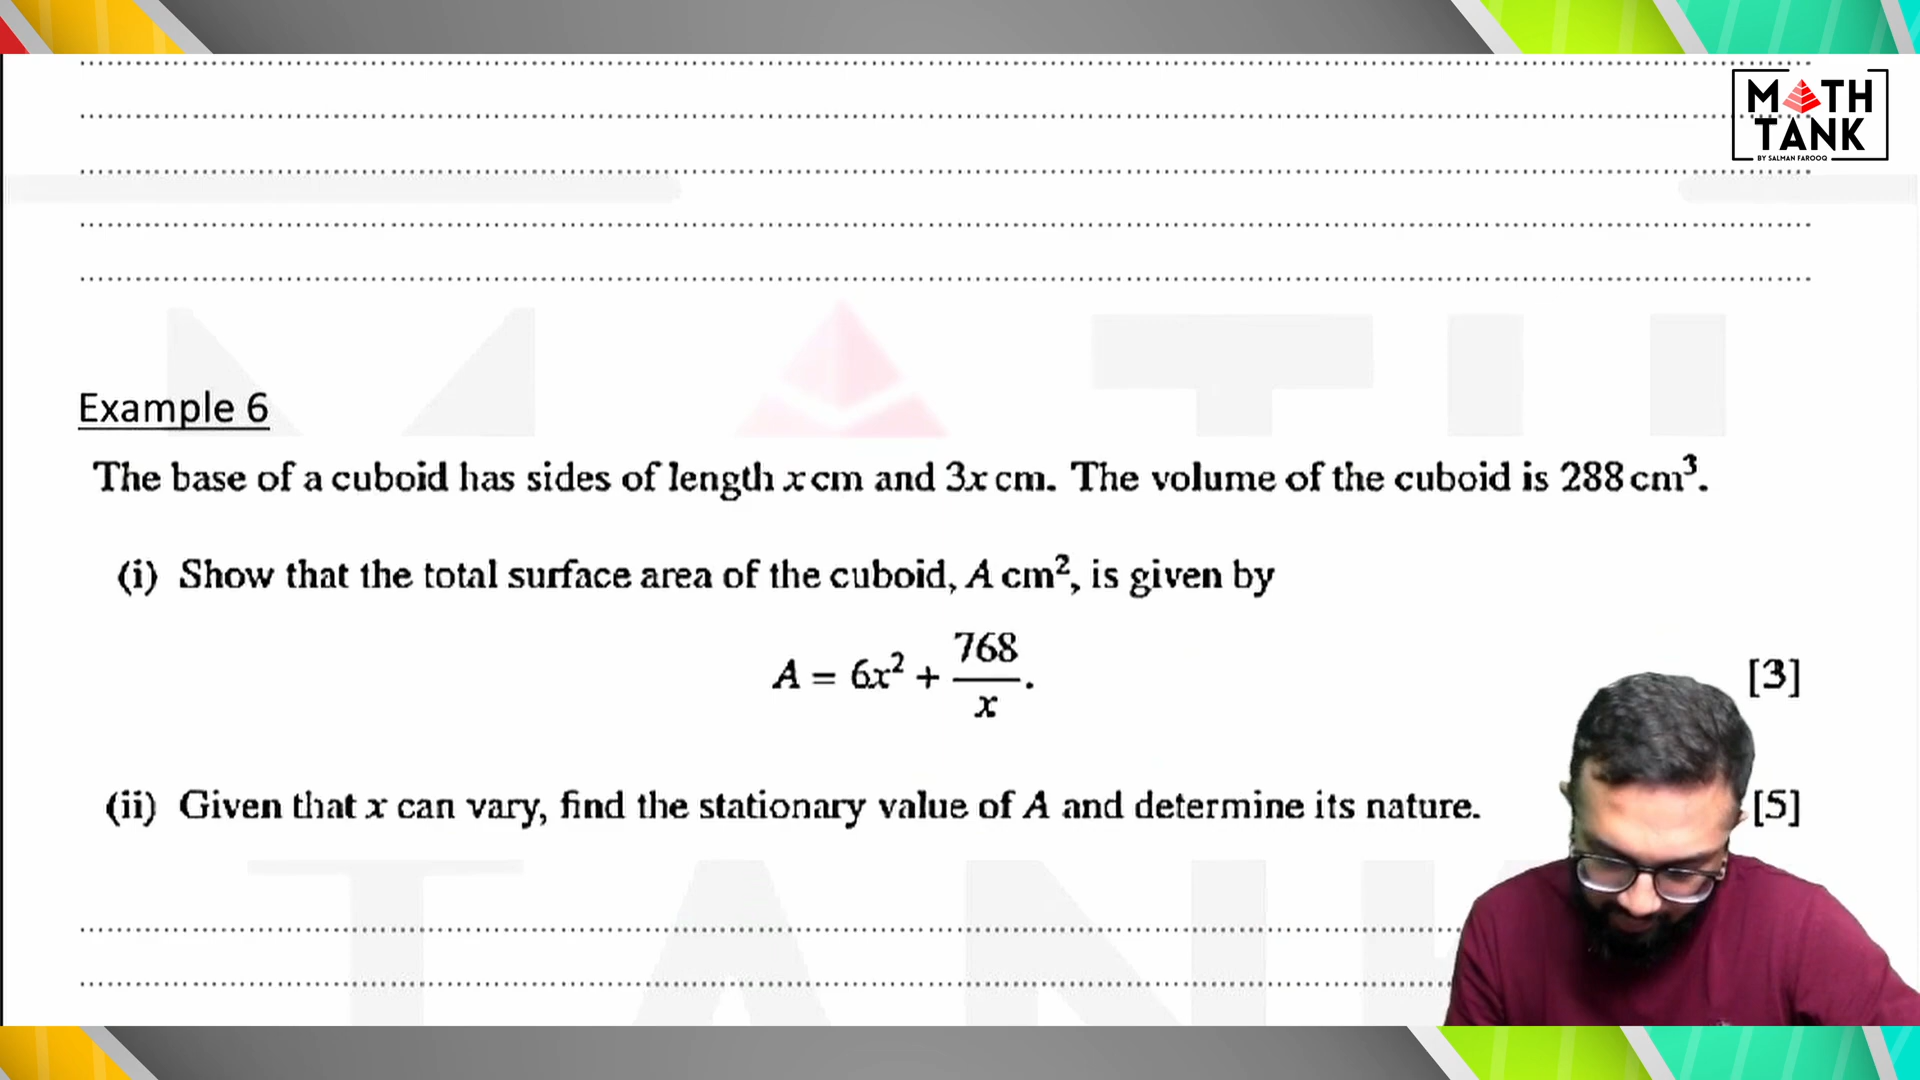 MATH
TANK
BY SALMAN FAROOQ
Example 6
The base of a cuboid has sides of length x cm and 3x cm. The volume of the cuboid is 288 cm³.
(i) Show that the total surface area of the cuboid, A cm², is given by
A = 6x² + 768/x. [3]
(ii) Given that x can vary, find the stationary value of A and determine its nature. [5]
MATH
TANK